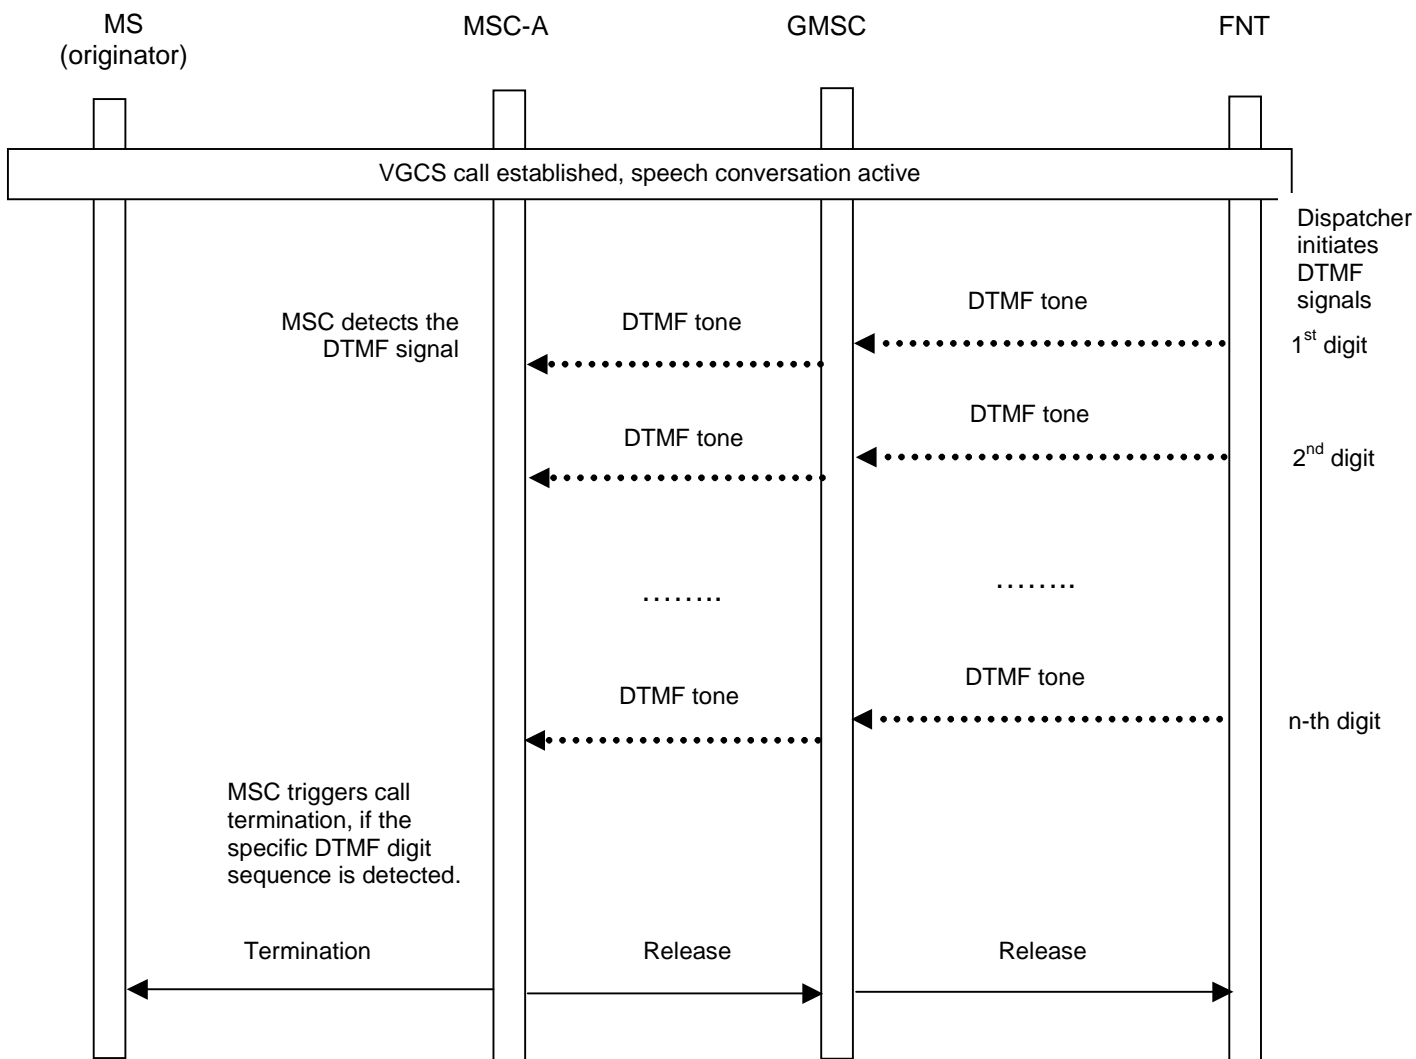 MS
(originator)
MSC-A
GMSC
FNT
VGCS call established, speech conversation active
Dispatcher
initiates
DTMF
signals
MSC detects the
DTMF signal
DTMF tone
DTMF tone
1st digit
DTMF tone
DTMF tone
2nd digit
........
........
DTMF tone
DTMF tone
n-th digit
MSC triggers call
termination, if the
specific DTMF digit
sequence is detected.
Termination
Release
Release